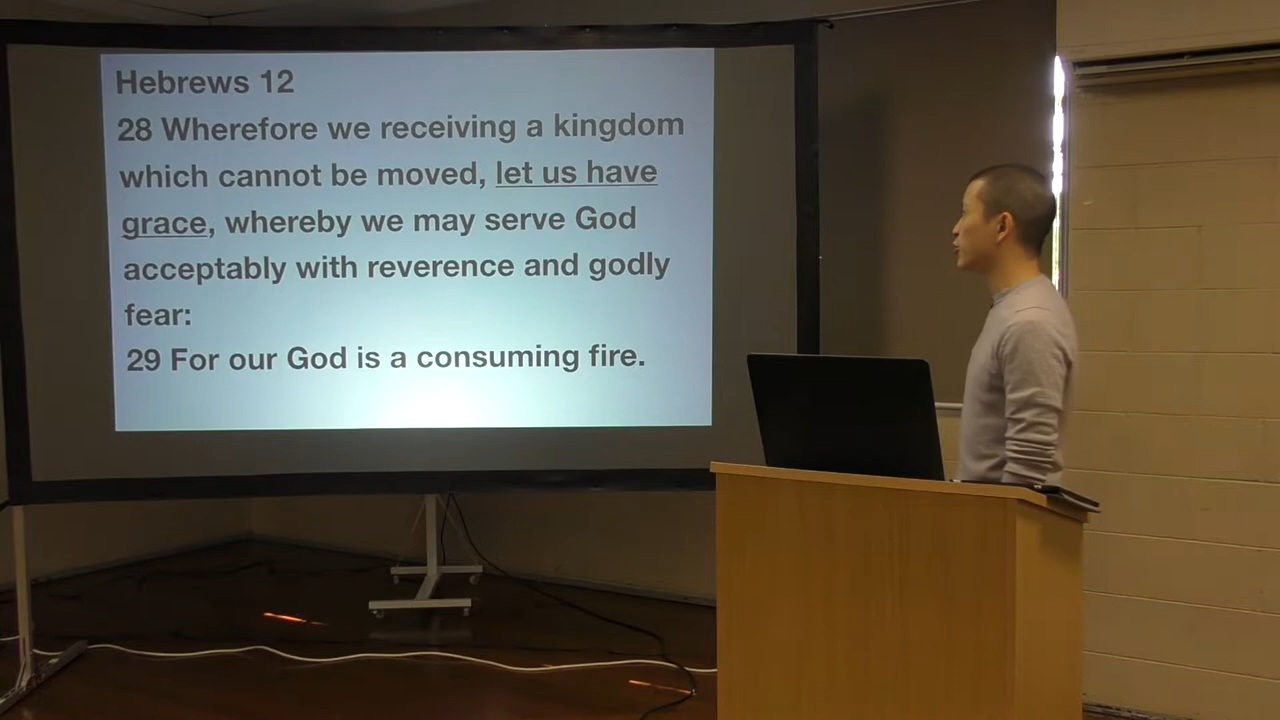 Hebrews 12
28 Wherefore we receiving a kingdom
which cannot be moved, let us have
grace, whereby we may serve God
acceptably with reverence and godly
fear:
29 For our God is a consuming fire.